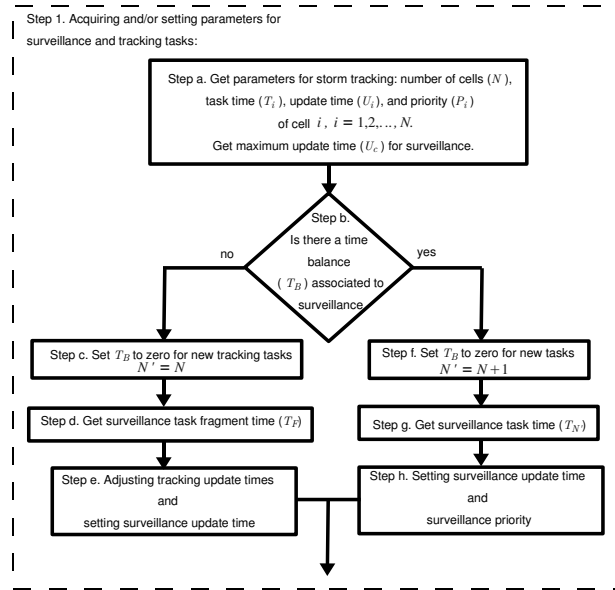 Step 1. Acquiring and/or setting parameters for
surveillance and tracking tasks:
Step a. Get parameters for storm tracking: number of cells (N),
task time (T_i), update time (U_i), and priority (P_i)
of cell i, i = 1,2,..., N.
Get maximum update time (U_c) for surveillance.
Step b.
Is there a time
balance
( T_B ) associated to
surveillance
no
yes
Step c. Set T_B to zero for new tracking tasks
N' = N
Step d. Get surveillance task fragment time (T_F)
Step e. Adjusting tracking update times
and
setting surveillance update time
Step f. Set T_B to zero for new tasks
N' = N+1
Step g. Get surveillance task time (T_N')
Step h. Setting surveillance update time
and
surveillance priority